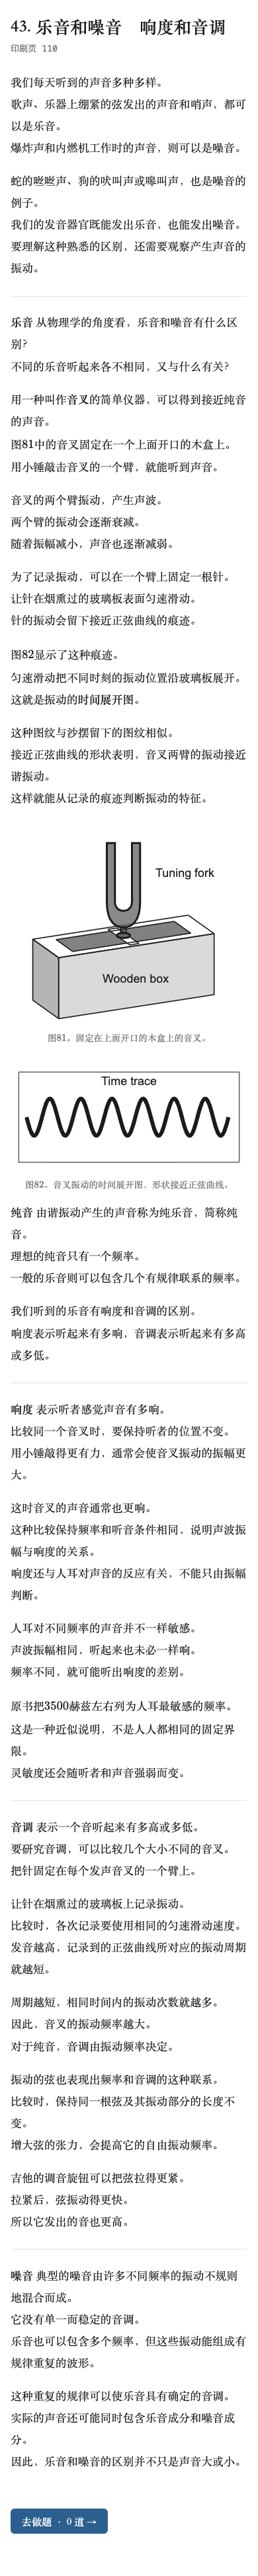 43. 乐音和噪音　响度和音调
印刷页 110
我们每天听到的声音多种多样。
歌声、乐器上绷紧的弦发出的声音和哨声，都可
以是乐音。
爆炸声和内燃机工作时的声音，则可以是噪音。
蛇的咝咝声、狗的吠叫声或嗥叫声，也是噪音的
例子。
我们的发音器官既能发出乐音，也能发出噪音。
要理解这种熟悉的区别，还需要观察产生声音的
振动。
乐音 从物理学的角度看，乐音和噪音有什么区
别？
不同的乐音听起来各不相同，又与什么有关？
用一种叫作音叉的简单仪器，可以得到接近纯音
的声音。
图81中的音叉固定在一个上面开口的木盒上。
用小锤敲击音叉的一个臂，就能听到声音。
音叉的两个臂振动，产生声波。
两个臂的振动会逐渐衰减。
随着振幅减小，声音也逐渐减弱。
为了记录振动，可以在一个臂上固定一根针。
让针在烟熏过的玻璃板表面匀速滑动。
针的振动会留下接近正弦曲线的痕迹。
图82显示了这种痕迹。
匀速滑动把不同时刻的振动位置沿玻璃板展开。
这就是振动的时间展开图。
这种图纹与沙摆留下的图纹相似。
接近正弦曲线的形状表明，音叉两臂的振动接近
谐振动。
这样就能从记录的痕迹判断振动的特征。
Tuning fork
Wooden box
图81。固定在上面开口的木盒上的音叉。
Time trace
图82。音叉振动的时间展开图，形状接近正弦曲线。
纯音 由谐振动产生的声音称为纯乐音，简称纯
音。
理想的纯音只有一个频率。
一般的乐音则可以包含几个有规律联系的频率。
我们听到的乐音有响度和音调的区别。
响度表示听起来有多响，音调表示听起来有多高
或多低。
响度 表示听者感觉声音有多响。
比较同一个音叉时，要保持听者的位置不变。
用小锤敲得更有力，通常会使音叉振动的振幅更
大。
这时音叉的声音通常也更响。
这种比较保持频率和听音条件相同，说明声波振
幅与响度的关系。
响度还与人耳对声音的反应有关，不能只由振幅
判断。
人耳对不同频率的声音并不一样敏感。
声波振幅相同，听起来也未必一样响。
频率不同，就可能听出响度的差别。
原书把3500赫兹左右列为人耳最敏感的频率。
这是一种近似说明，不是人人都相同的固定界
限。
灵敏度还会随听者和声音强弱而变。
音调 表示一个音听起来有多高或多低。
要研究音调，可以比较几个大小不同的音叉。
把针固定在每个发声音叉的一个臂上。
让针在烟熏过的玻璃板上记录振动。
比较时，各次记录要使用相同的匀速滑动速度。
发音越高，记录到的正弦曲线所对应的振动周期
就越短。
周期越短，相同时间内的振动次数就越多。
因此，音叉的振动频率越大。
对于纯音，音调由振动频率决定。
振动的弦也表现出频率和音调的这种联系。
比较时，保持同一根弦及其振动部分的长度不
变。
增大弦的张力，会提高它的自由振动频率。
吉他的调音旋钮可以把弦拉得更紧。
拉紧后，弦振动得更快。
所以它发出的音也更高。
噪音 典型的噪音由许多不同频率的振动不规则
地混合而成。
它没有单一而稳定的音调。
乐音也可以包含多个频率，但这些振动能组成有
规律重复的波形。
这种重复的规律可以使乐音具有确定的音调。
实际的声音还可能同时包含乐音成分和噪音成
分。
因此，乐音和噪音的区别并不只是声音大或小。
去做题 · 0 道 →